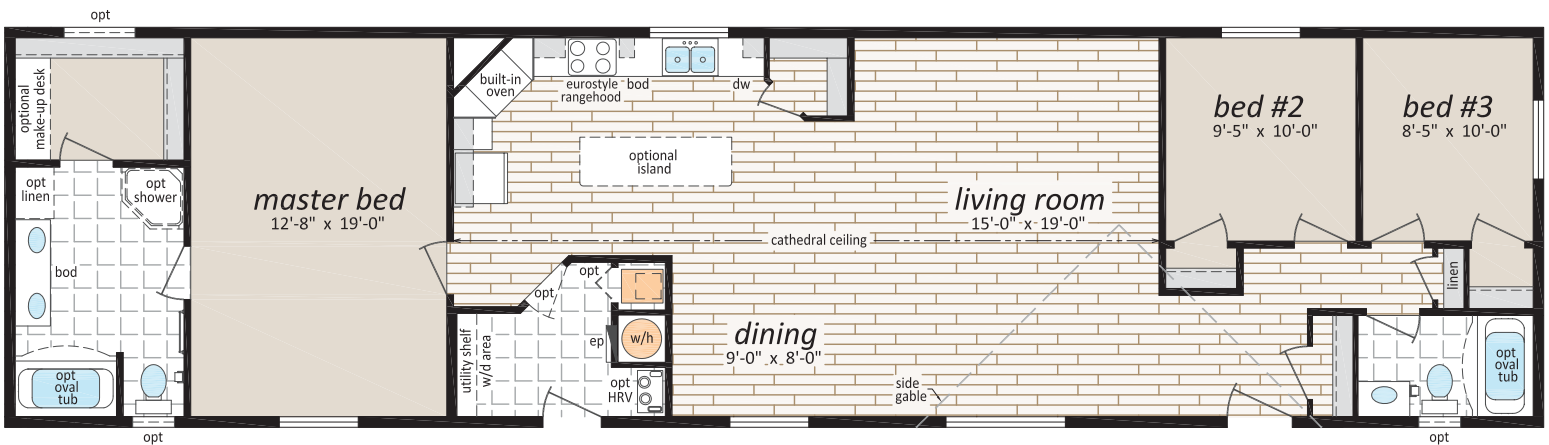 opt
optional
make-up desk
opt
linen
opt
shower
bod
opt
oval
tub
opt
master bed
12'-8" x 19'-0"
built-in
oven
eurostyle
rangehood
bod
dw
optional
island
living room
15'-0" x 19'-0"
cathedral ceiling
opt
opt
utility shelf
w/d area
ep
w/h
opt
HRV
dining
9'-0" x 8'-0"
side
gable
bed #2
9'-5" x 10'-0"
bed #3
8'-5" x 10'-0"
linen
opt
oval
tub
opt